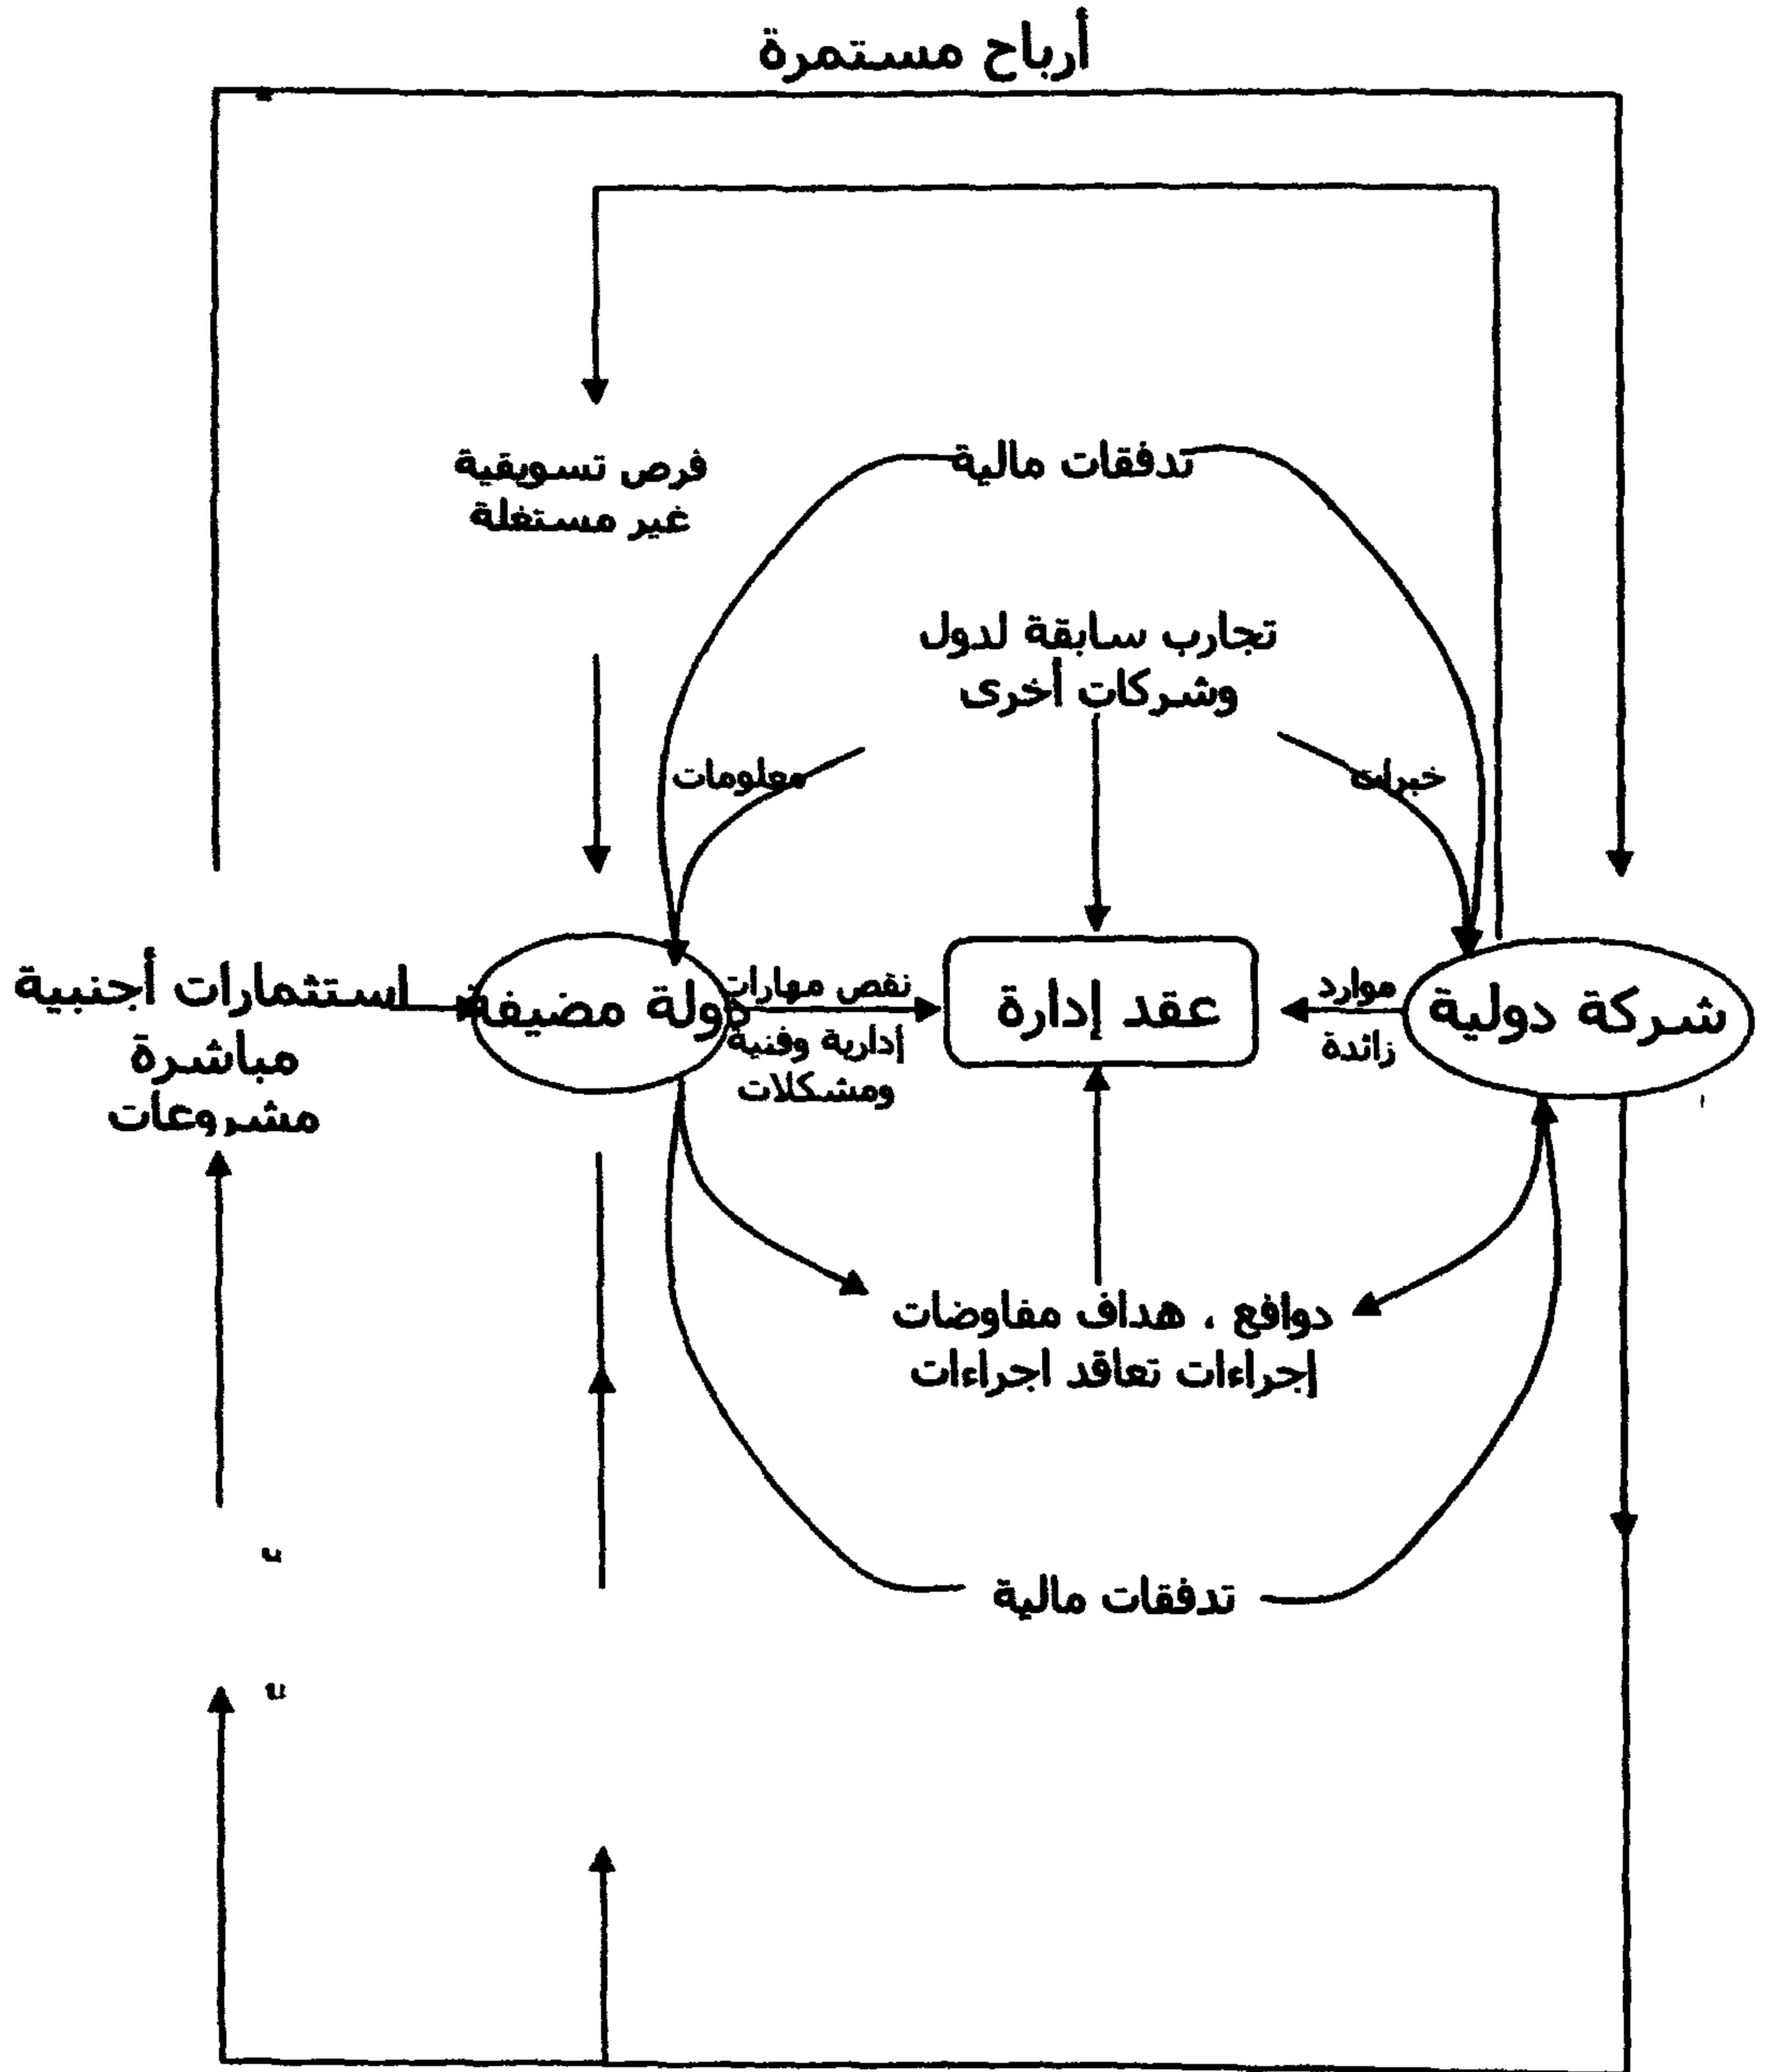 أرباح مستمرة
فرص تسويقية
غير مستغلة
تدفقات مالية
تجارب سابقة لدول
وشركات أخرى
خبرات
معلومات
شركة دولية
موارد
زائدة
عقد إدارة
نقص مهارات
إدارية وفنية
ومشكلات
دولة مضيفة
استثمارات أجنبية
مباشرة
مشروعات
دوافع ، هداف مفاوضات
إجراءات تعاقد اجراءات
تدفقات مالية